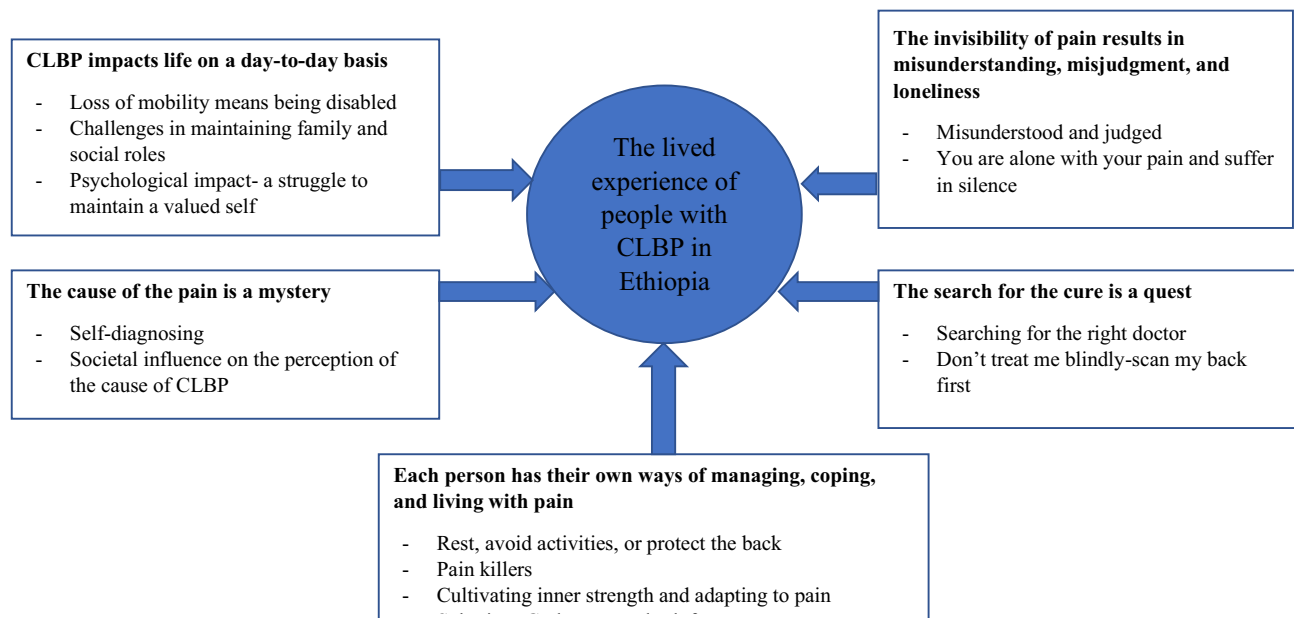 CLBP impacts life on a day-to-day basis
- Loss of mobility means being disabled
- Challenges in maintaining family and
social roles
- Psychological impact- a struggle to
maintain a valued self
The cause of the pain is a mystery
- Self-diagnosing
- Societal influence on the perception of
the cause of CLBP
The lived
experience of
people with
CLBP in
Ethiopia
The invisibility of pain results in
misunderstanding, misjudgment, and
loneliness
- Misunderstood and judged
- You are alone with your pain and suffer
in silence
The search for the cure is a quest
- Searching for the right doctor
- Don’t treat me blindly-scan my back
first
Each person has their own ways of managing, coping,
and living with pain
- Rest, avoid activities, or protect the back
- Pain killers
- Cultivating inner strength and adapting to pain